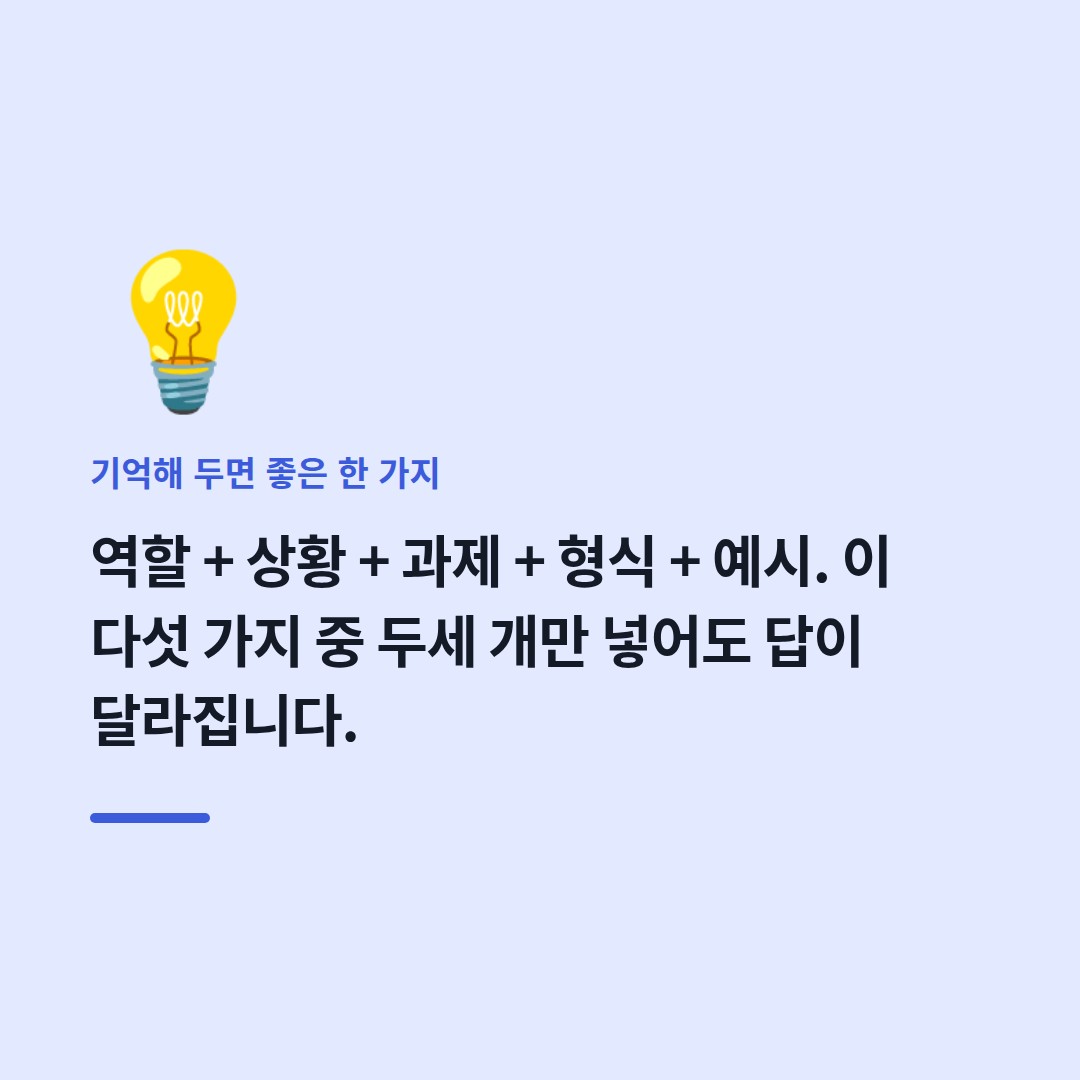 기억해 두면 좋은 한 가지
역할 + 상황 + 과제 + 형식 + 예시. 이
다섯 가지 중 두세 개만 넣어도 답이
달라집니다.